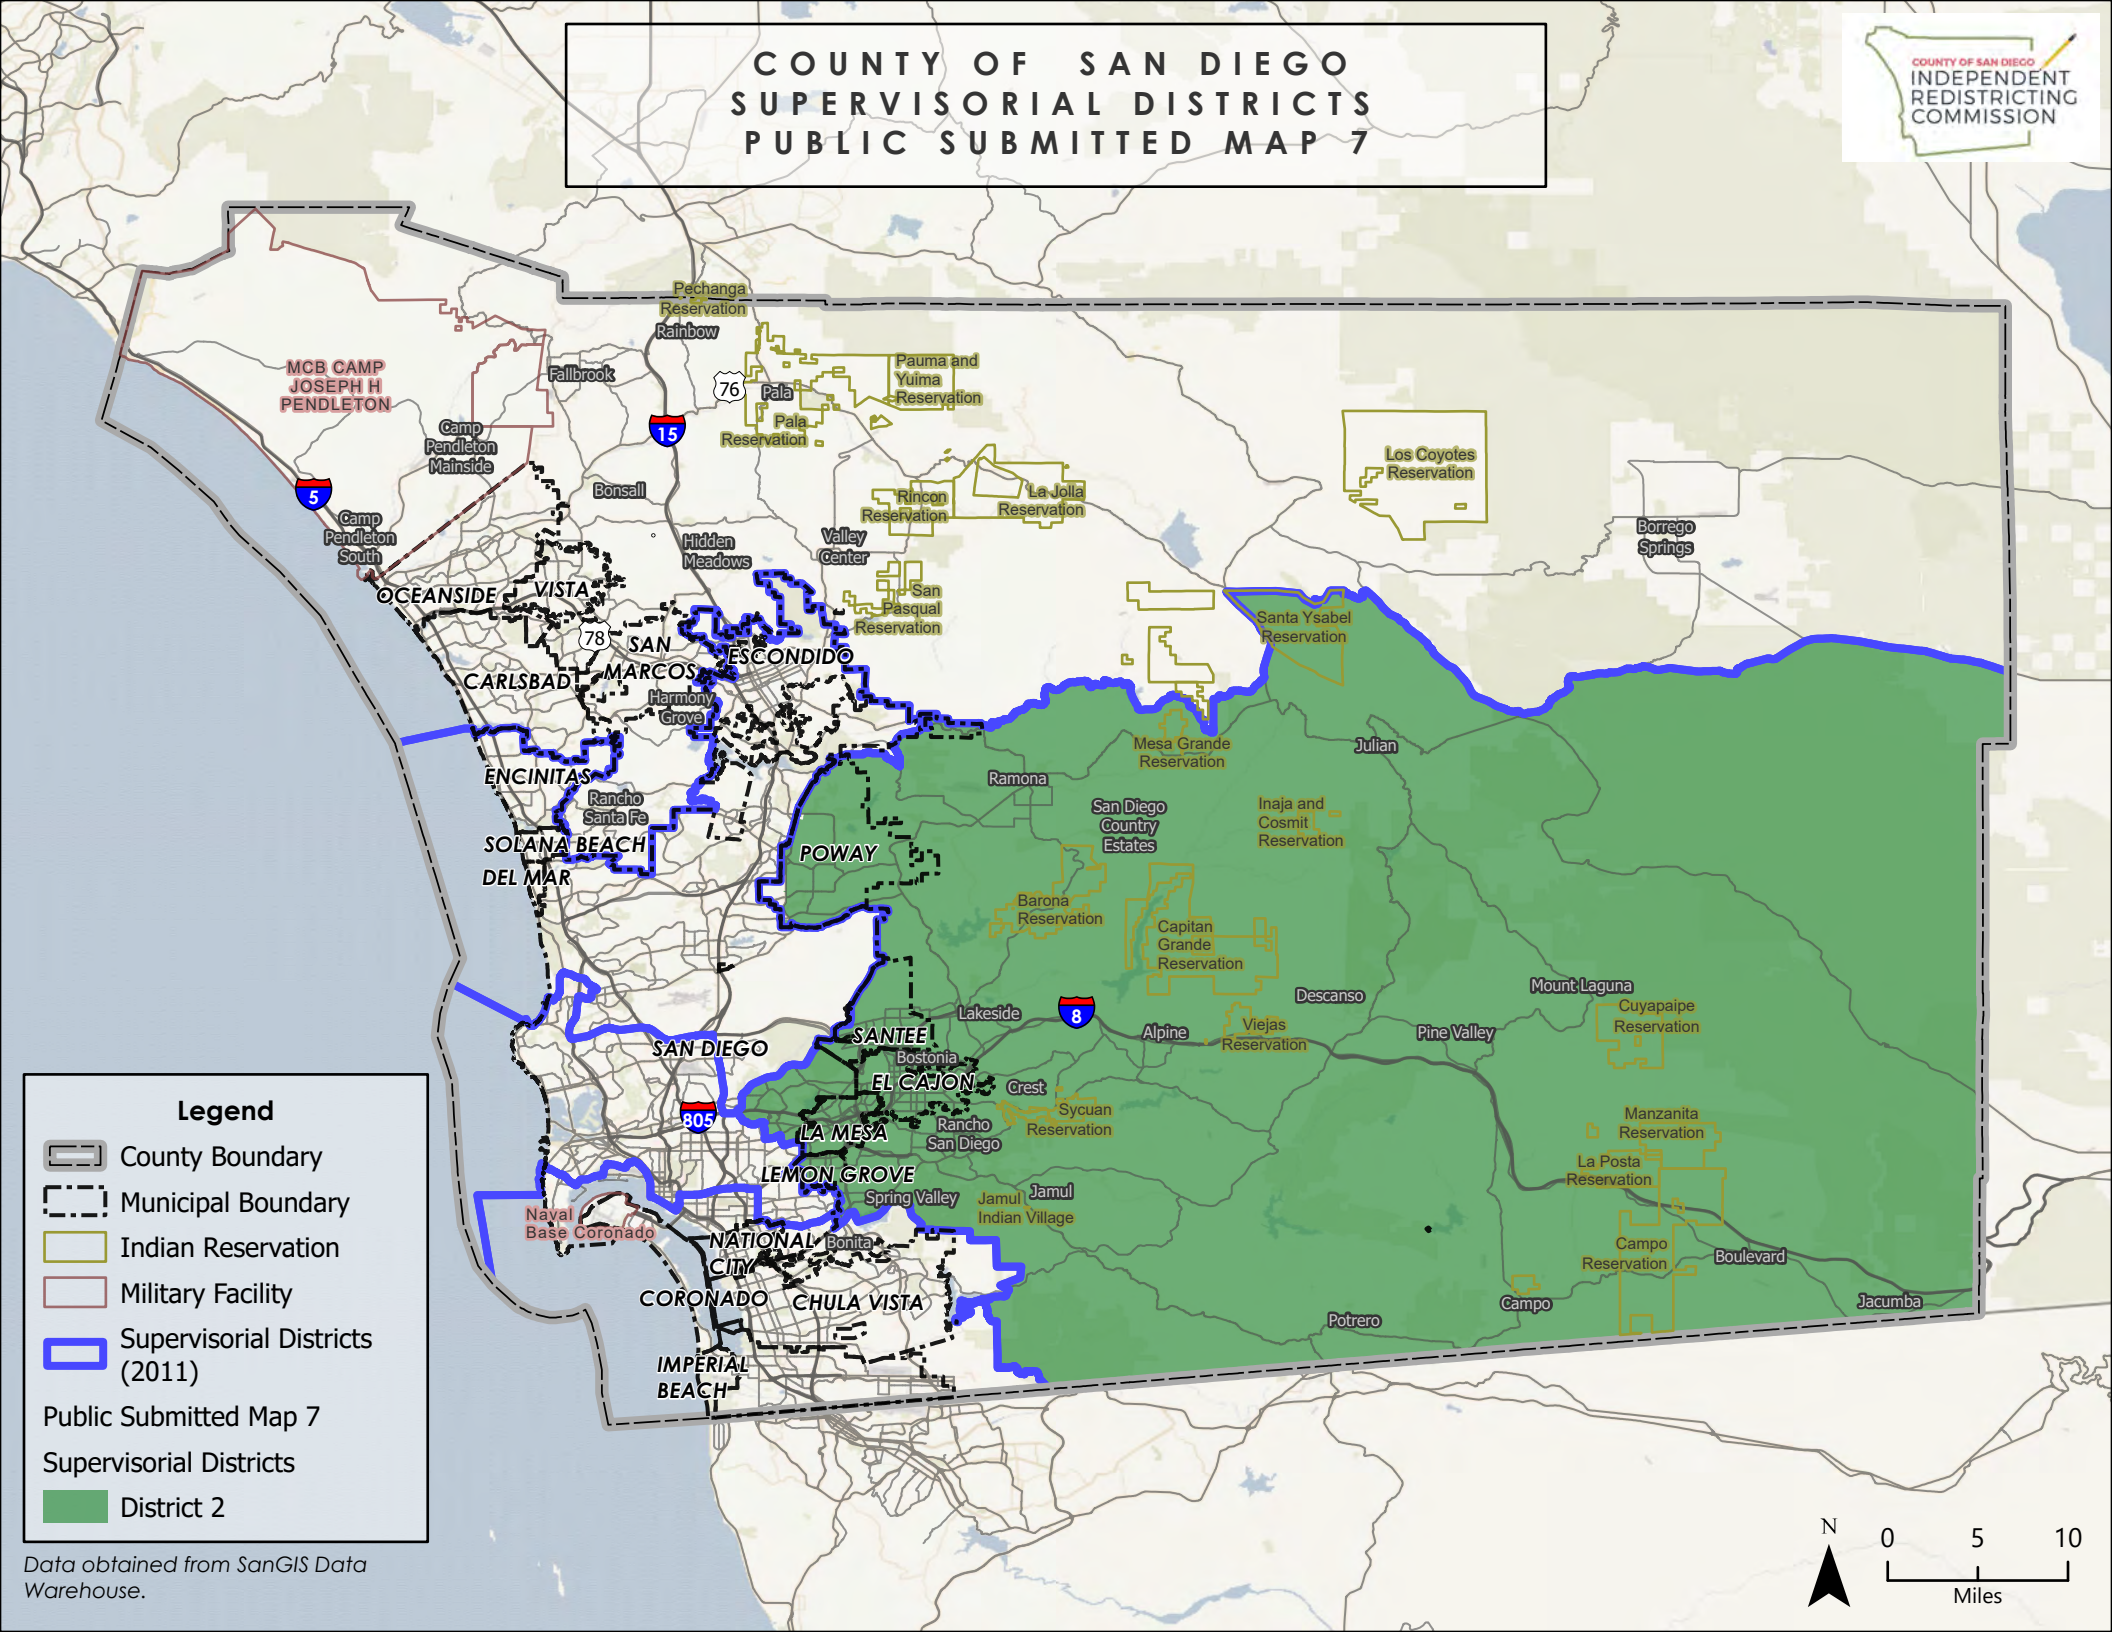 COUNTY OF SAN DIEGO
SUPERVISORIAL DISTRICTS
PUBLIC SUBMITTED MAP 7
COUNTY OF SAN DIEGO
INDEPENDENT
REDISTRICTING
COMMISSION
Pechanga
Reservation
Rainbow
MCB CAMP
JOSEPH H
PENDLETON
Fallbrook
76
Pala
Pala
Reservation
Pauma and
Yuima
Reservation
15
Camp
Pendleton
Mainside
Los Coyotes
Reservation
5
Bonsall
Rincon
Reservation
La Jolla
Reservation
Camp
Pendleton
South
Hidden
Meadows
Valley
Center
Borrego
Springs
OCEANSIDE
VISTA
San
Pasqual
Reservation
Santa Ysabel
Reservation
78
SAN
MARCOS
ESCONDIDO
CARLSBAD
Harmony
Grove
Mesa Grande
Reservation
Julian
ENCINITAS
Ramona
Rancho
Santa Fe
San Diego
Country
Estates
Inaja and
Cosmit
Reservation
SOLANA BEACH
POWAY
DEL MAR
Barona
Reservation
Capitan
Grande
Reservation
Mount Laguna
Descanso
Cuyapaipe
Reservation
Lakeside
8
Alpine
Viejas
Reservation
Pine Valley
SANTEE
SAN DIEGO
Bostonia
EL CAJON
Crest
805
Sycuan
Reservation
LA MESA
Rancho
San Diego
Manzanita
Reservation
LEMON GROVE
La Posta
Reservation
Spring Valley
Jamul
Indian Village
Jamul
Naval
Base Coronado
NATIONAL
CITY
Bonita
Campo
Reservation
Boulevard
CORONADO
CHULA VISTA
Campo
Jacumba
Potrero
IMPERIAL
BEACH
Legend
County Boundary
Municipal Boundary
Indian Reservation
Military Facility
Supervisorial Districts
(2011)
Public Submitted Map 7
Supervisorial Districts
District 2
Data obtained from SanGIS Data
Warehouse.
N
0 5 10
Miles